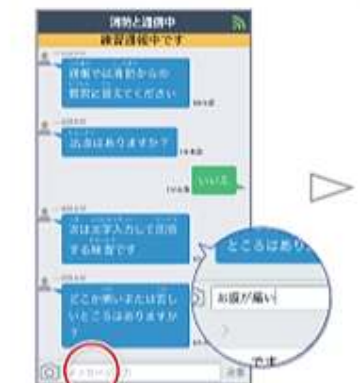 消防と通信中
練習通報中です
通報では消防からの
質問に答えてください
出血はありますか?
いいえ
次は文字入力して回答
する練習です
どこか痛いまたは苦し
いところはありますか
?
ところはあり
お腹が痛い
です
メッセージ入力
送信